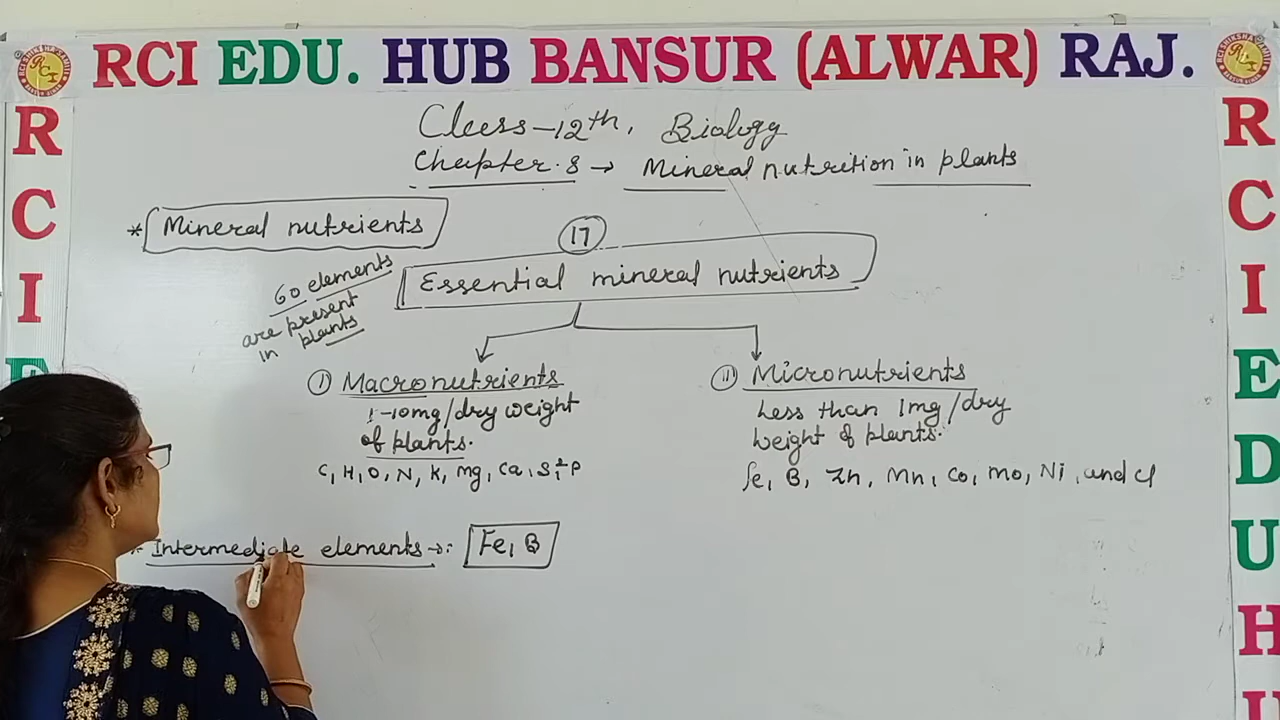 RCI EDU. HUB BANSUR (ALWAR) RAJ.
Class-12th. Biology
Chapter.8 → Mineral nutrition in plants
* Mineral nutrients
17
Essential mineral nutrients
60 elements
are present
in plants
I) Macronutrients
1-10mg/dry weight
of plants.
C, H, O, N, K, Mg, Ca, S, & P
II) Micronutrients
Less than 1mg/dry
weight of plants.
Fe, B, Zn, Mn, Co, Mo, Ni, and Cl
* Intermediate elements →: Fe, B
R
C
I
E
R
C
I
E
D
U
H
U